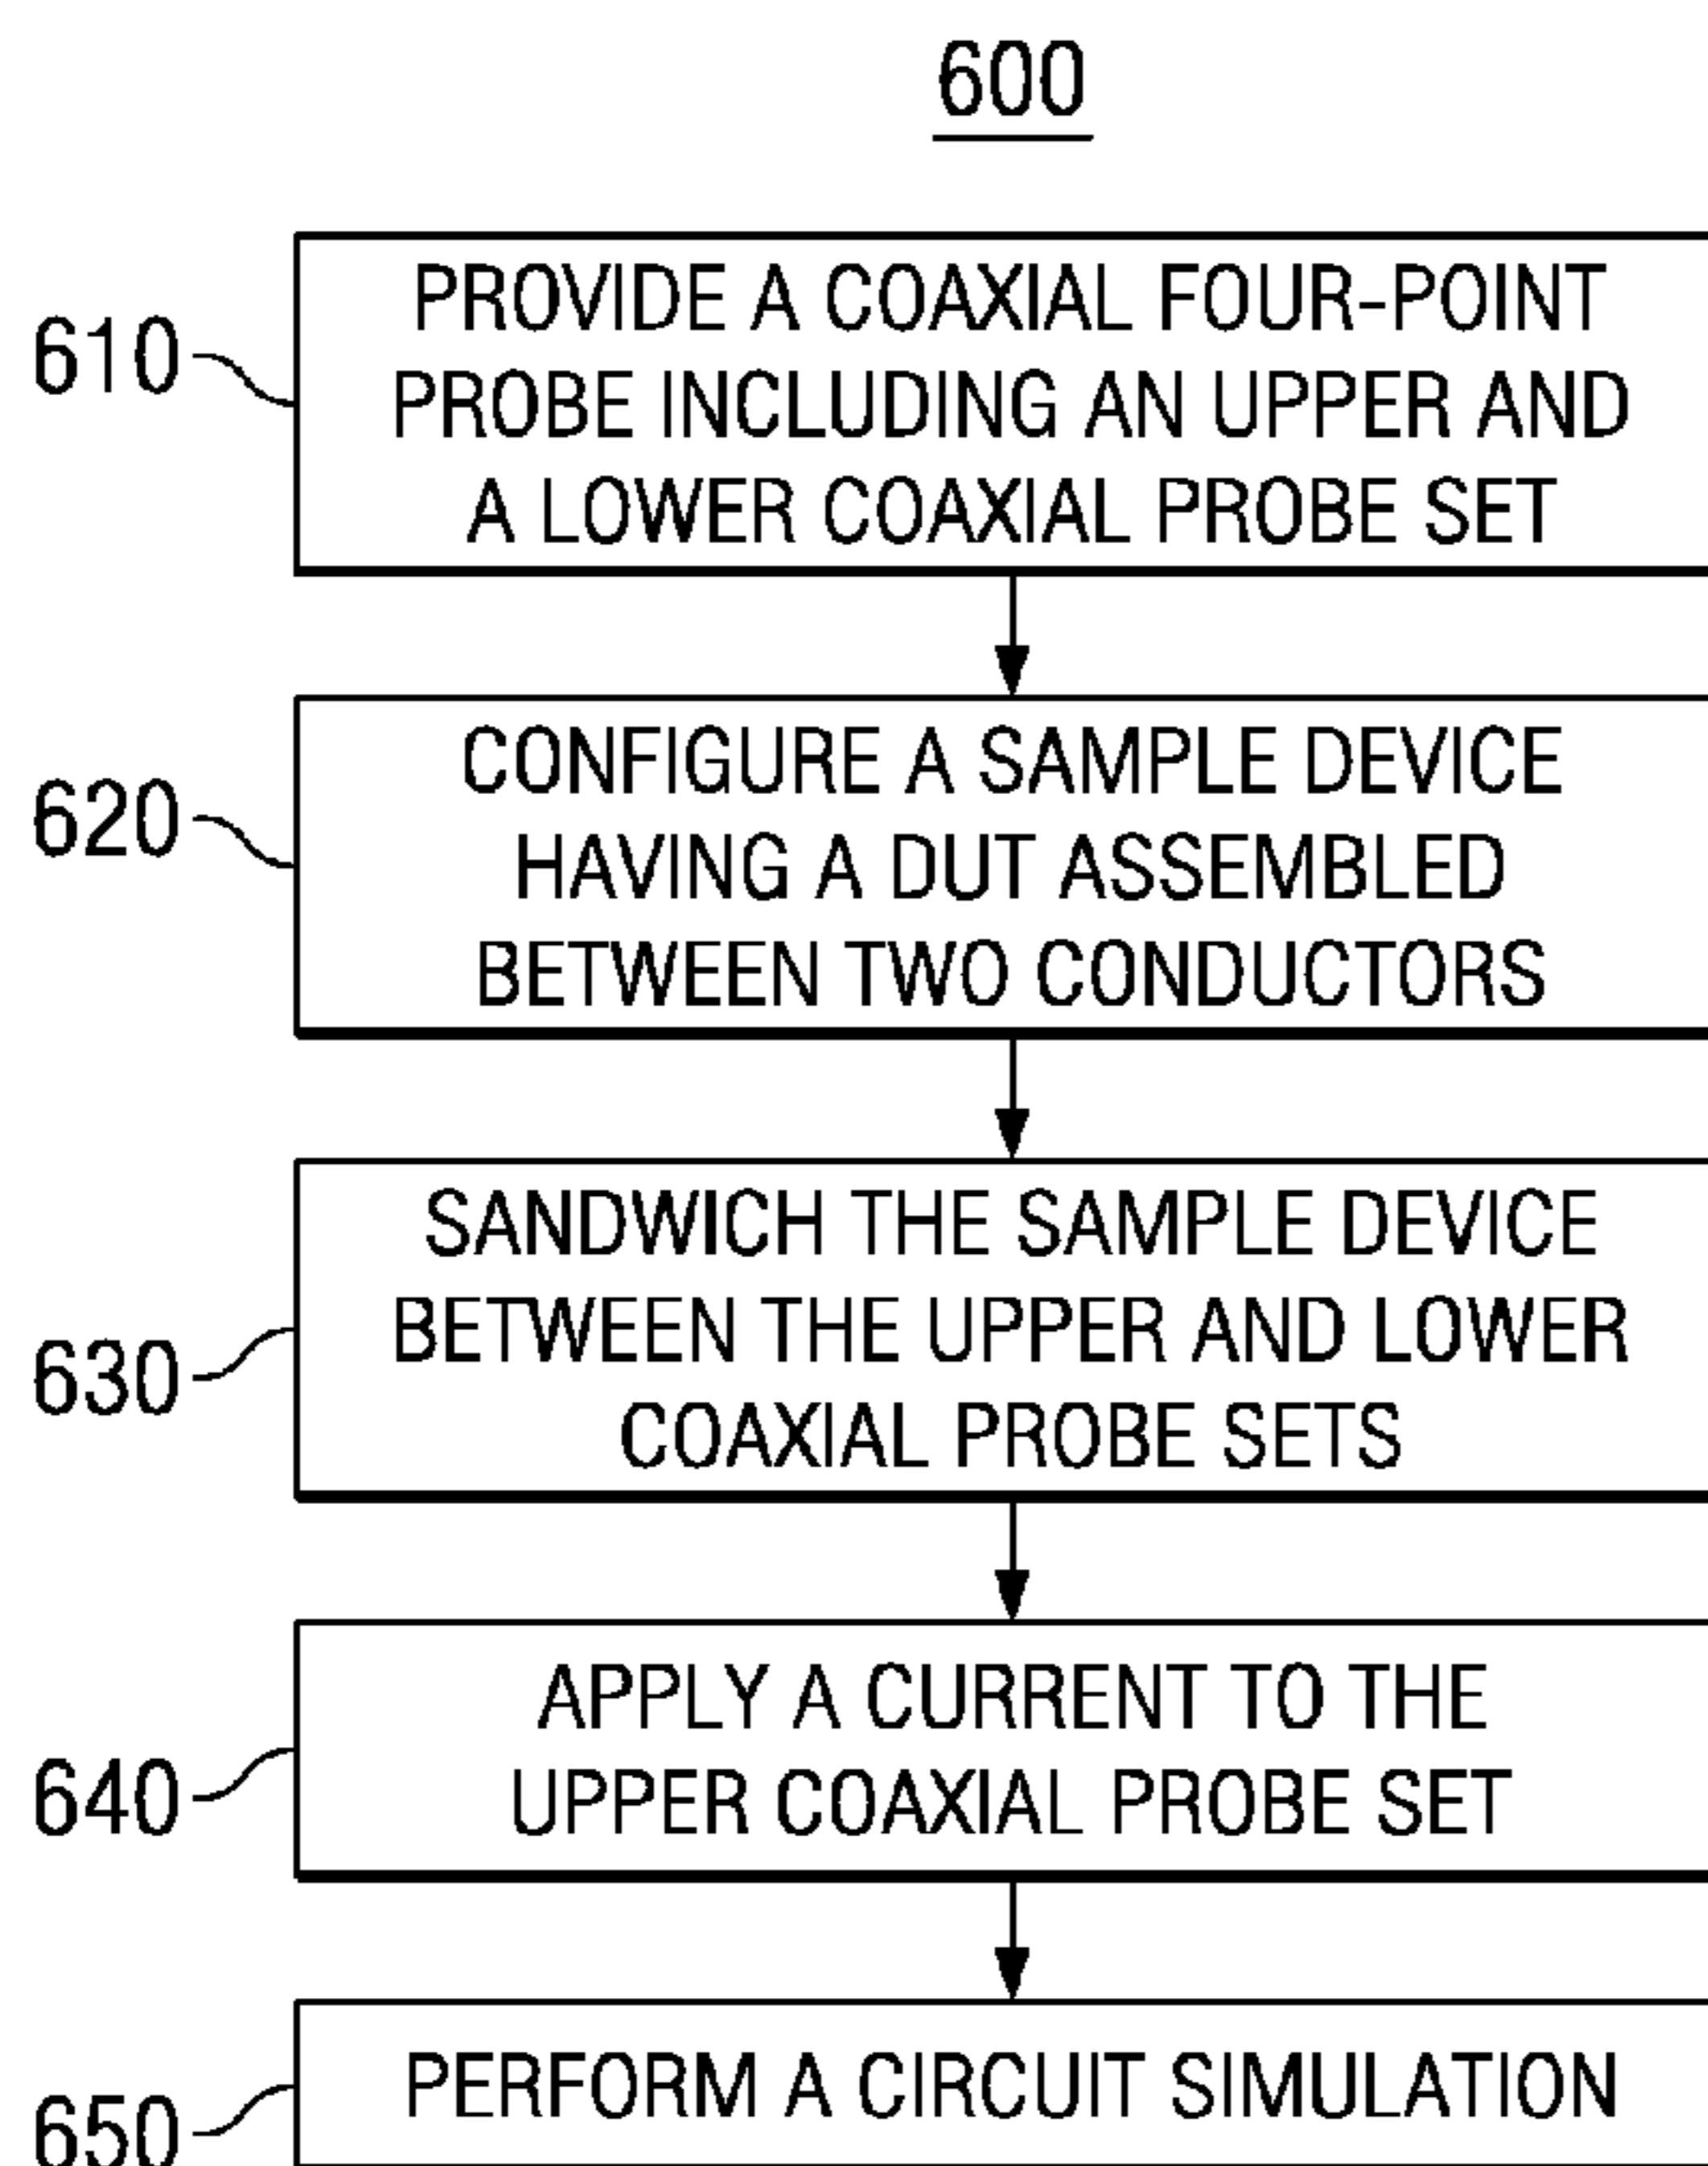 600
610
PROVIDE A COAXIAL FOUR-POINT
PROBE INCLUDING AN UPPER AND
A LOWER COAXIAL PROBE SET
620
CONFIGURE A SAMPLE DEVICE
HAVING A DUT ASSEMBLED
BETWEEN TWO CONDUCTORS
630
SANDWICH THE SAMPLE DEVICE
BETWEEN THE UPPER AND LOWER
COAXIAL PROBE SETS
640
APPLY A CURRENT TO THE
UPPER COAXIAL PROBE SET
650
PERFORM A CIRCUIT SIMULATION